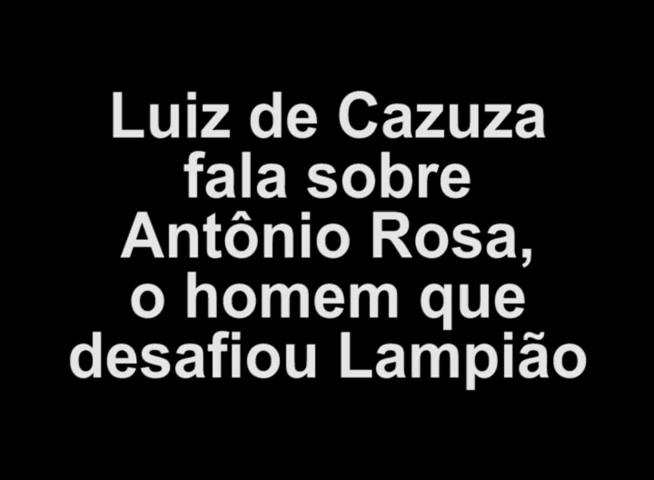 Luiz de Cazuza
fala sobre
Antônio Rosa,
o homem que
desafiou Lampião